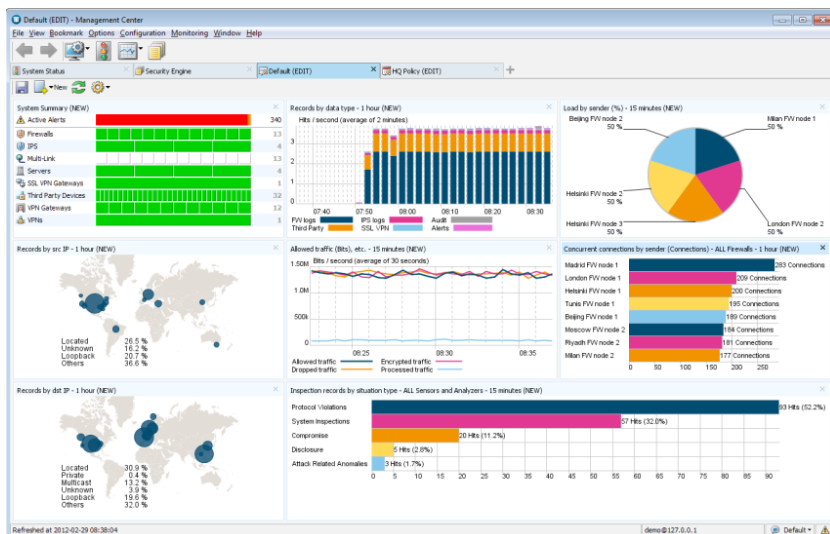 Default (EDIT) - Management Center
File View Bookmark Options Configuration Monitoring Window Help
System Status
Security Engine
Default (EDIT)
HQ Policy (EDIT)
New
System Summary (NEW)
Active Alerts 340
Firewalls 13
IPS 4
Multi-Link 13
Servers 4
SSL VPN Gateways 1
Third Party Devices 32
VPN Gateways 12
VPNs 1
Records by data type - 1 hour (NEW)
Hits / second (average of 2 minutes)
3
2
1
0
07:40 07:50 08:00 08:10 08:20 08:30
FW logs IPS logs Audit
Third Party SSL VPN Alerts
Load by sender (%) - 15 minutes (NEW)
Beijing FW node 2
50 %
Milan FW node 1
50 %
Helsinki FW node 2
50 %
Helsinki FW node 3
50 %
London FW node 2
50 %
Records by src IP - 1 hour (NEW)
Located 26.5 %
Unknown 16.2 %
Loopback 20.7 %
Others 36.6 %
Allowed traffic (Bits), etc. - 15 minutes (NEW)
Bits / second (average of 30 seconds)
1.50M
1.0M
500k
0
08:25 08:30 08:35
Allowed traffic Encrypted traffic
Dropped traffic Processed traffic
Concurrent connections by sender (Connections) - ALL Firewalls - 1 hour (NEW)
Madrid FW node 1 283 Connections
London FW node 1 209 Connections
Helsinki FW node 1 200 Connections
Tunis FW node 1 195 Connections
Beijing FW node 1 189 Connections
Moscow FW node 2 184 Connections
Riyadh FW node 2 181 Connections
Milan FW node 2 177 Connections
0 50 100 150 200 250
Records by dst IP - 1 hour (NEW)
Located 30.9 %
Private 0.4 %
Multicast 13.2 %
Unknown 3.9 %
Loopback 19.6 %
Others 32.0 %
Inspection records by situation type - ALL Sensors and Analyzers - 15 minutes (NEW)
Protocol Violations 93 Hits (52.2%)
System Inspections 57 Hits (32.0%)
Compromise 20 Hits (11.2%)
Disclosure 5 Hits (2.8%)
Attack Related Anomalies 3 Hits (1.7%)
0 5 10 15 20 25 30 35 40 45 50 55 60 65 70 75 80 85 90
Refreshed at 2012-02-29 08:38:04
demo@127.0.0.1
Default